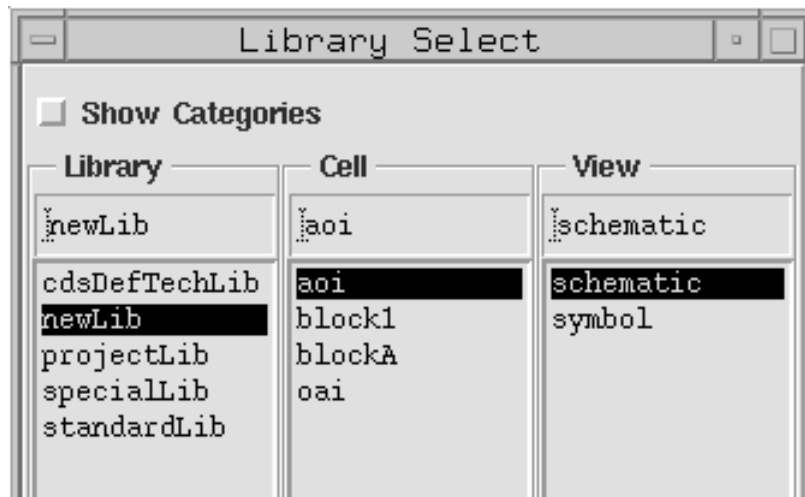 Library Select
Show Categories
Library
Cell
View
newLib
aoi
schematic
cdsDefTechLib
newLib
projectLib
specialLib
standardLib
aoi
block1
blockA
oai
schematic
symbol